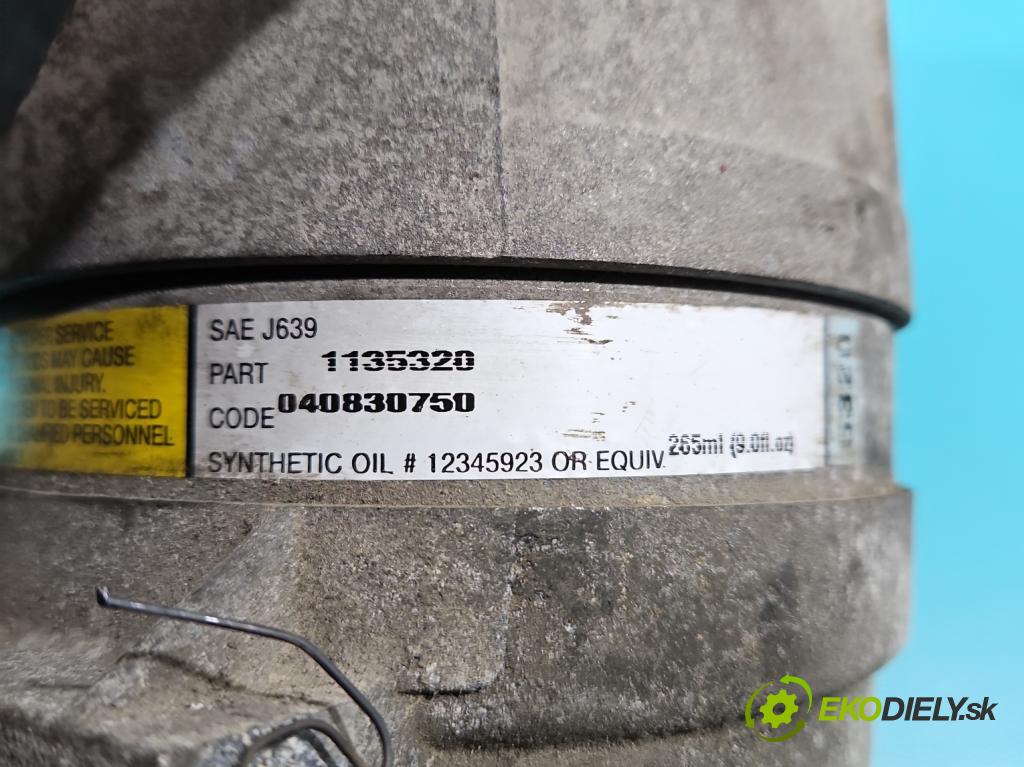 SERVICE
MAY CAUSE
INJURY.
TO BE SERVICED
PERSONNEL
SAE J639
PART 1135320
CODE 040830750
SYNTHETIC OIL # 12345923 OR EQUIV. 265ml (9.0fl.oz)
EKODIELY.sk